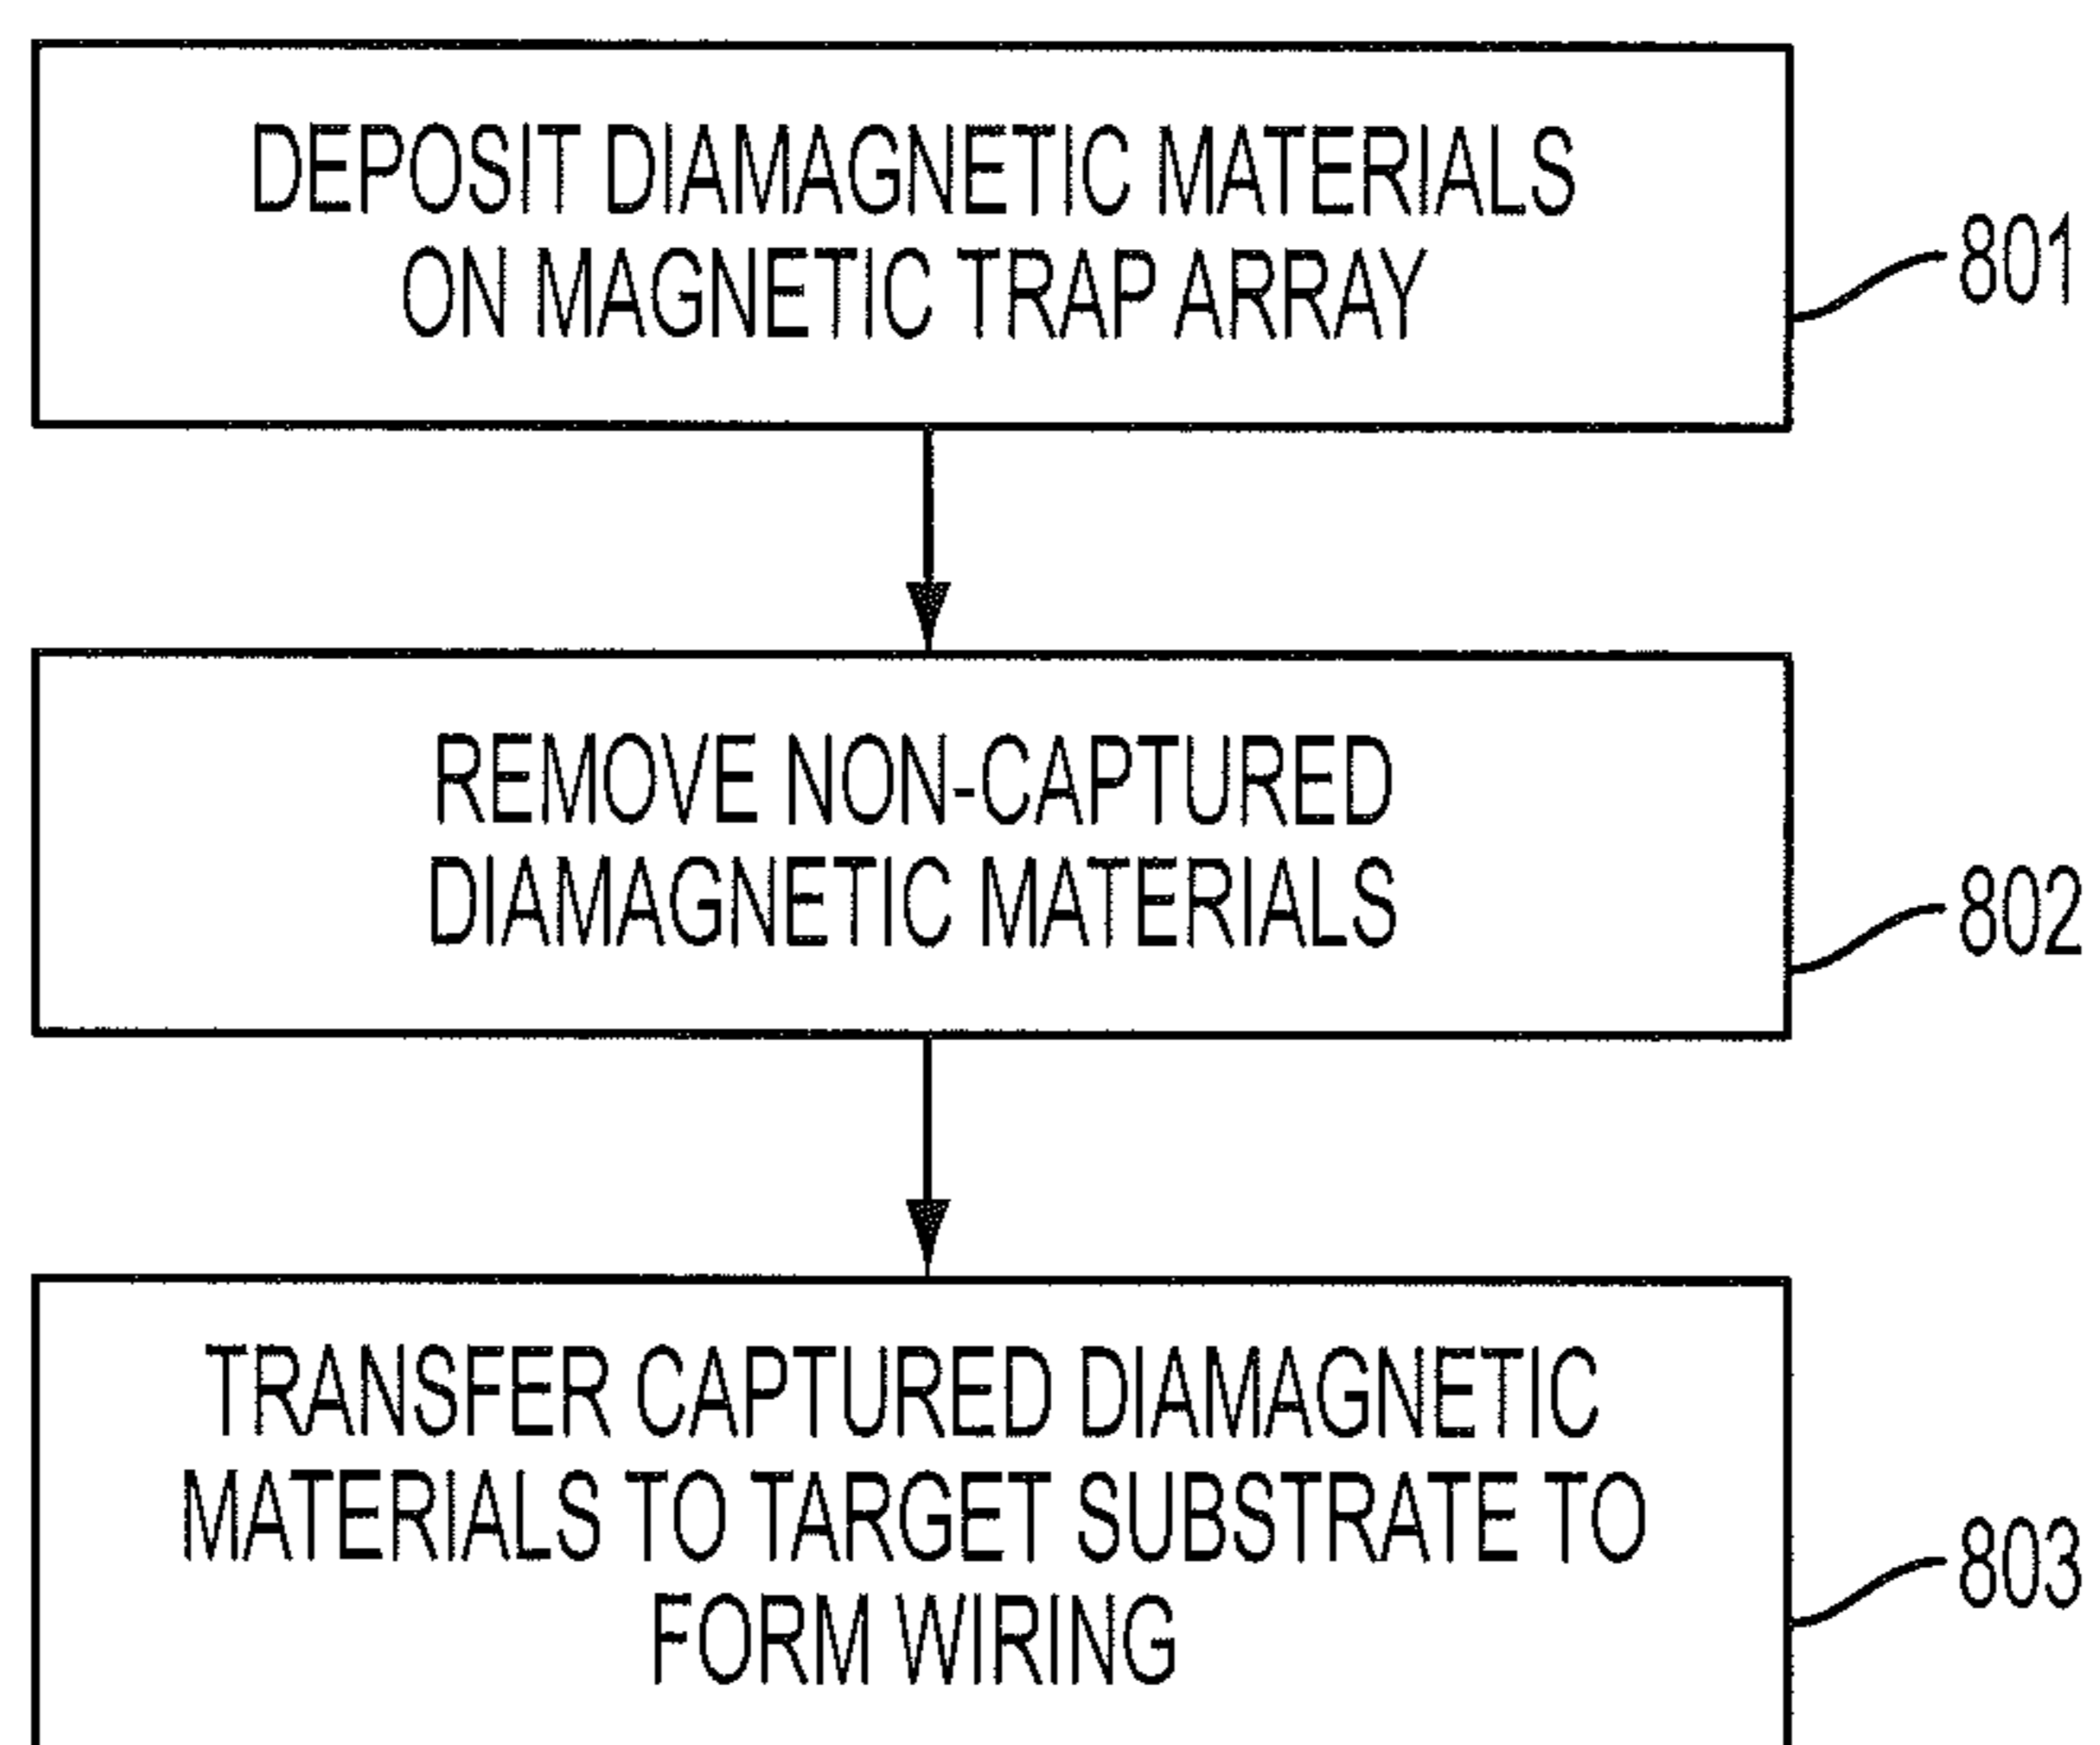 DEPOSIT DIAMAGNETIC MATERIALS
ON MAGNETIC TRAP ARRAY
801
REMOVE NON-CAPTURED
DIAMAGNETIC MATERIALS
802
TRANSFER CAPTURED DIAMAGNETIC
MATERIALS TO TARGET SUBSTRATE TO
FORM WIRING
803